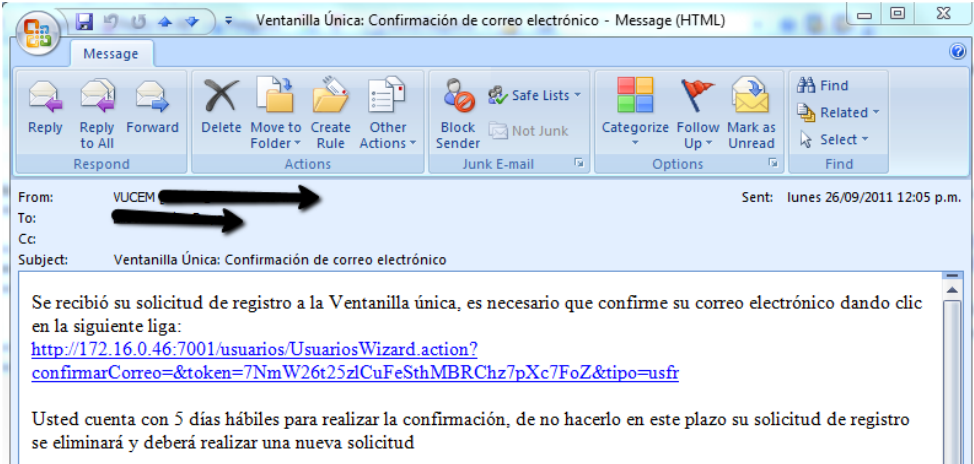 Ventanilla Única: Confirmación de correo electrónico - Message (HTML)
Message
Reply
Reply to All
Forward
Respond
Delete
Move to Folder
Create Rule
Other Actions
Actions
Block Sender
Safe Lists
Not Junk
Junk E-mail
Categorize
Follow Up
Mark as Unread
Options
Find
Related
Select
Find
From: VUCEM
Sent: lunes 26/09/2011 12:05 p.m.
To:
Cc:
Subject: Ventanilla Única: Confirmación de correo electrónico
Se recibió su solicitud de registro a la Ventanilla única, es necesario que confirme su correo electrónico dando clic
en la siguiente liga:
http://172.16.0.46:7001/usuarios/UsuariosWizard.action?
confirmarCorreo=&token=7NmW26t25zlCuFeSthMBRChz7pXc7FoZ&tipo=usfr
Usted cuenta con 5 días hábiles para realizar la confirmación, de no hacerlo en este plazo su solicitud de registro
se eliminará y deberá realizar una nueva solicitud